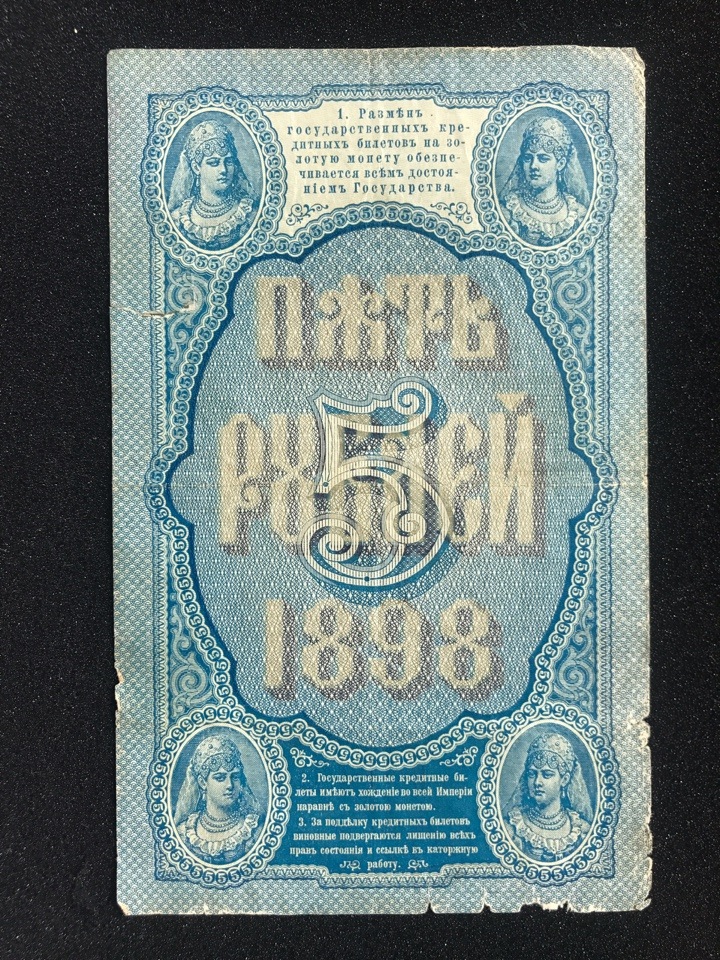 1. Размѣнъ
государственныхъ кре-
дитныхъ билетовъ на зо-
лотую монету обезпе-
чивается всѣмъ достоя-
ніемъ Государства.
ПѦТЬ
РУБЛЕЙ
5
1898
2. Государственные кредитные би-
леты имѣютъ хожденіе во всей Имперіи
наравнѣ съ золотою монетою.
3. За поддѣлку кредитныхъ билетовъ
виновные подвергаются лишенію всѣхъ
правъ состоянія и ссылкѣ въ каторжную
работу.